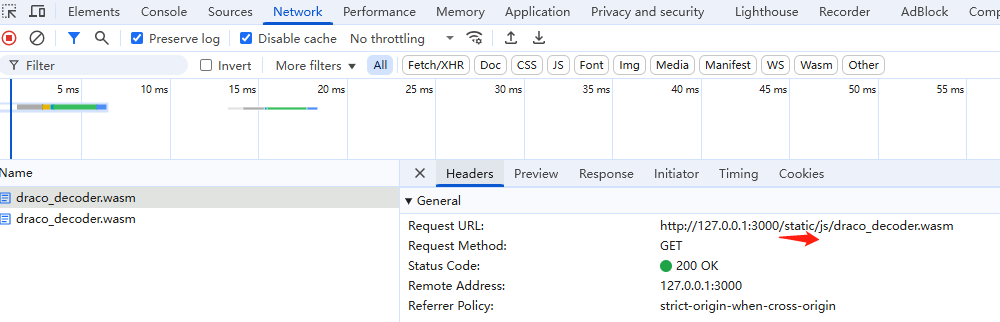 Elements Console Sources Network Performance Memory Application Privacy and security Lighthouse Recorder AdBlock Comp
Preserve log Disable cache No throttling
Filter Invert More filters All Fetch/XHR Doc CSS JS Font Img Media Manifest WS Wasm Other
5 ms 10 ms 15 ms 20 ms 25 ms 30 ms 35 ms 40 ms 45 ms 50 ms 55 ms
Name
draco_decoder.wasm
draco_decoder.wasm
Headers Preview Response Initiator Timing Cookies
General
Request URL: http://127.0.0.1:3000/static/js/draco_decoder.wasm
Request Method: GET
Status Code: 200 OK
Remote Address: 127.0.0.1:3000
Referrer Policy: strict-origin-when-cross-origin